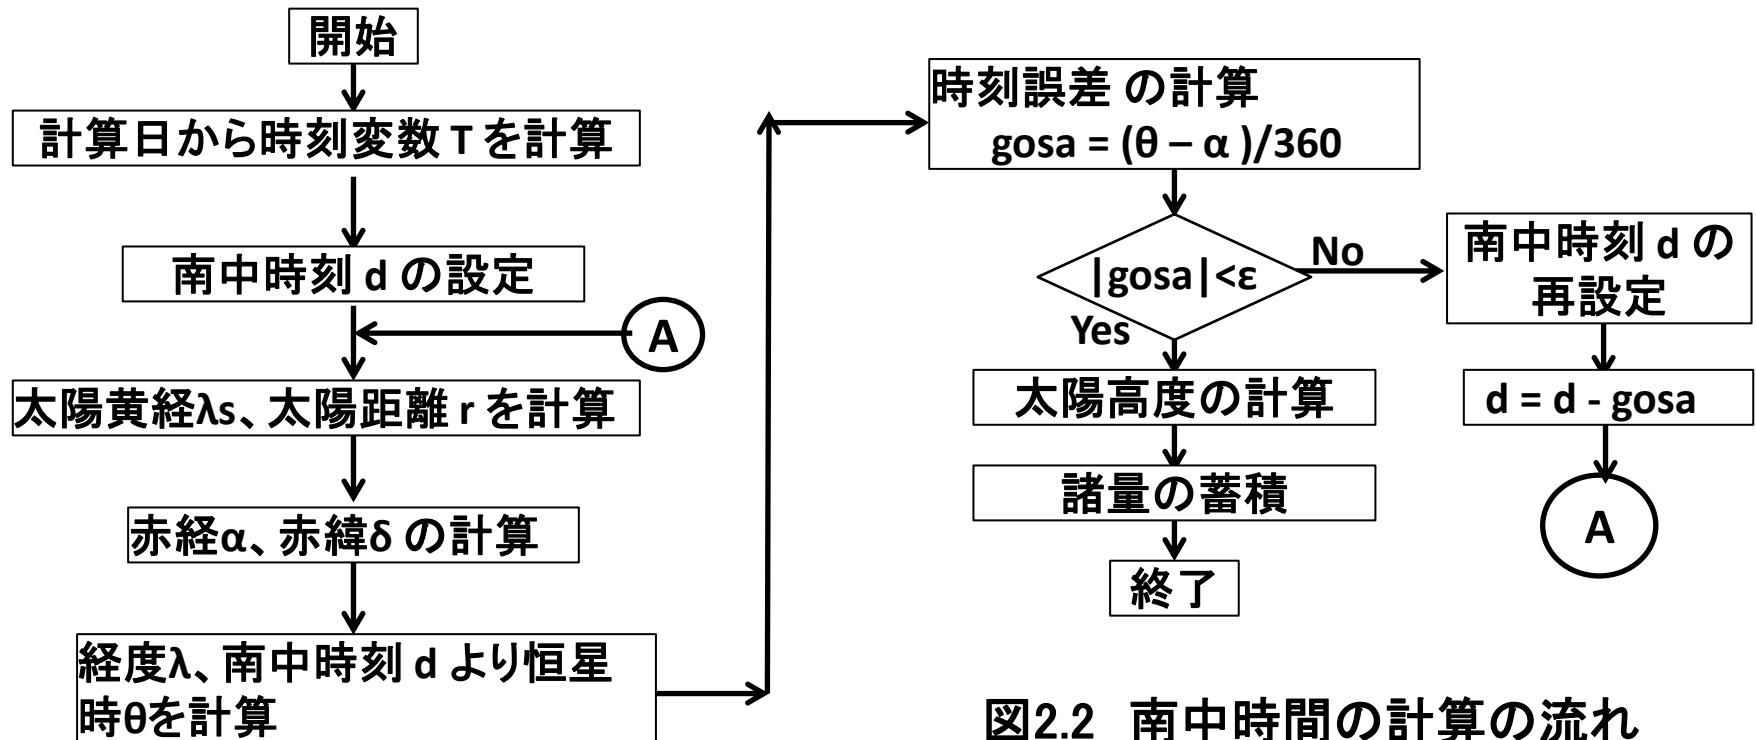 開始
計算日から時刻変数 T を計算
南中時刻 d の設定
A
太陽黄経λs、太陽距離 r を計算
赤経α、赤緯δ の計算
経度λ、南中時刻 d より恒星
時θを計算
時刻誤差 の計算
gosa = (θ – α )/360
|gosa|<ε
No
Yes
南中時刻 d の
再設定
d = d - gosa
A
太陽高度の計算
諸量の蓄積
終了
図2.2 南中時間の計算の流れ